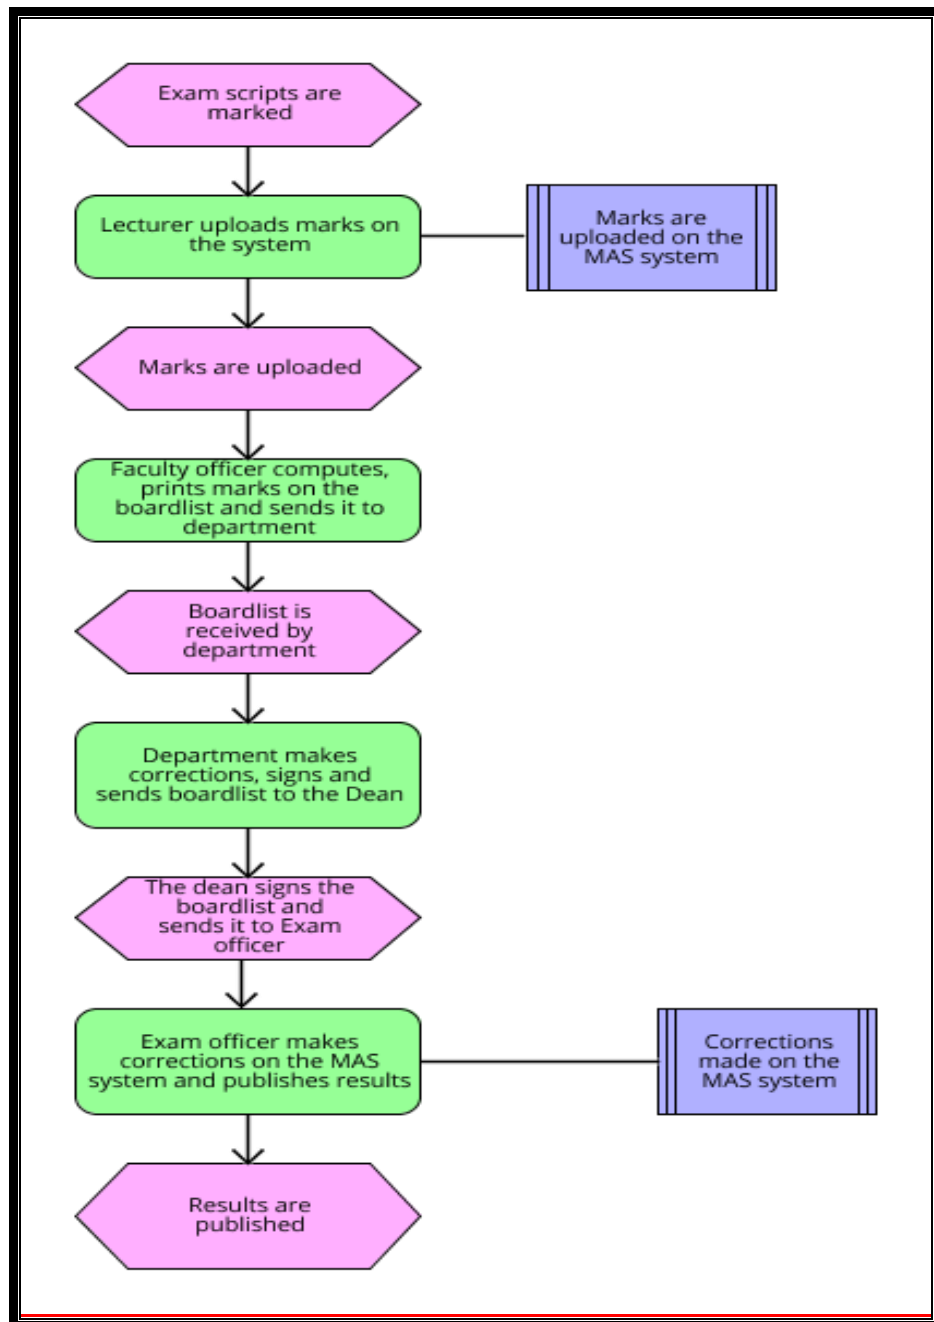 Exam scripts are
marked
Lecturer uploads marks on
the system
Marks are
uploaded on the
MAS system
Marks are uploaded
Faculty officer computes,
prints marks on the
boardlist and sends it to
department
Boardlist is
received by
department
Department makes
corrections, signs and
sends boardlist to the Dean
The dean signs the
boardlist and
sends it to Exam
officer
Exam officer makes
corrections on the MAS
system and publishes results
Corrections
made on the
MAS system
Results are
published